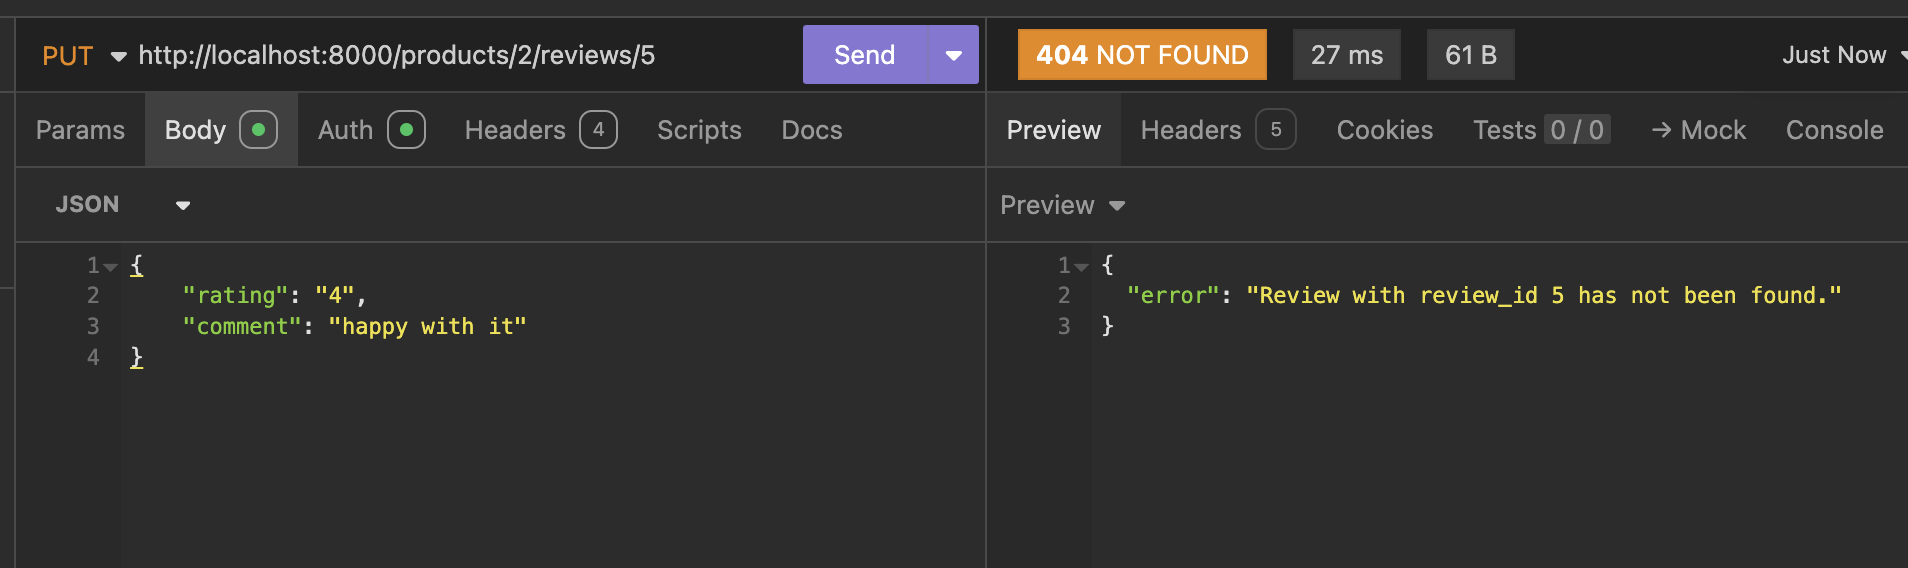 PUT http://localhost:8000/products/2/reviews/5 Send
404 NOT FOUND 27 ms 61 B Just Now
Params Body Auth Headers 4 Scripts Docs
Preview Headers 5 Cookies Tests 0 / 0 → Mock Console
JSON
Preview
1 {
2 "rating": "4",
3 "comment": "happy with it"
4 }
1 {
2 "error": "Review with review_id 5 has not been found."
3 }